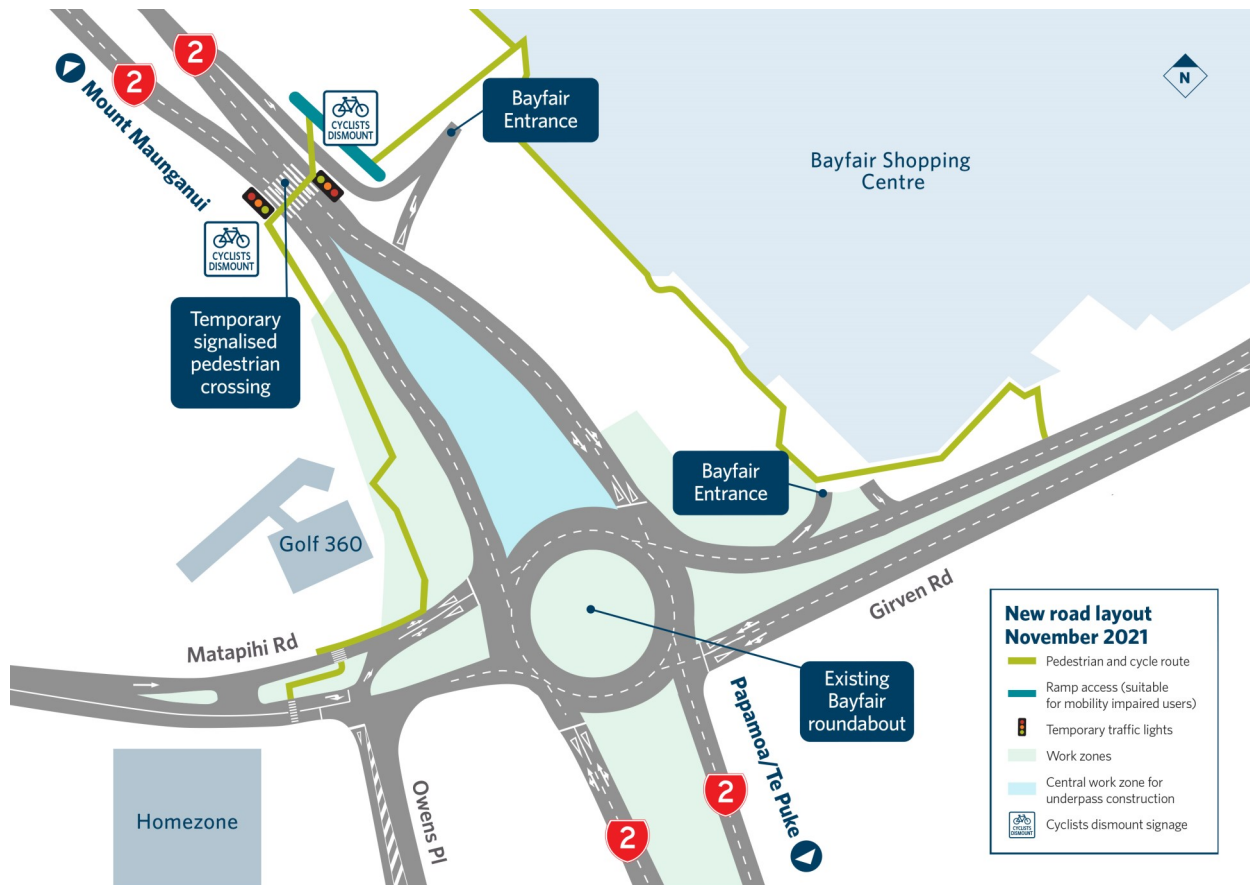 2
2
Mount Maunganui
CYCLISTS
DISMOUNT
Bayfair
Entrance
N
Bayfair Shopping
Centre
CYCLISTS
DISMOUNT
Temporary
signalised
pedestrian
crossing
Bayfair
Entrance
Golf 360
Girven Rd
Matapihi Rd
Existing
Bayfair
roundabout
Papamoa/Te Puke
Homezone
Owens Pl
2
2
New road layout
November 2021
Pedestrian and cycle route
Ramp access (suitable
for mobility impaired users)
Temporary traffic lights
Work zones
Central work zone for
underpass construction
CYCLISTS
DISMOUNT
Cyclists dismount signage